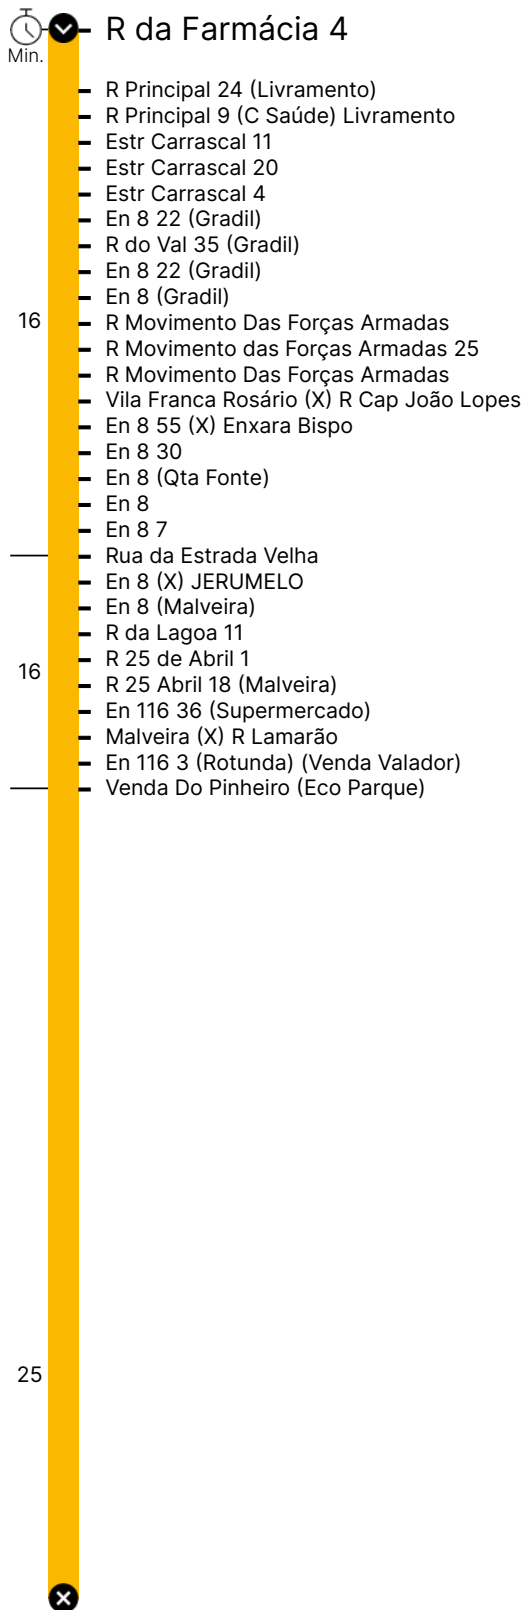 R da Farmácia 4
Min.
R Principal 24 (Livramento)
R Principal 9 (C Saúde) Livramento
Estr Carrascal 11
Estr Carrascal 20
Estr Carrascal 4
En 8 22 (Gradil)
R do Val 35 (Gradil)
En 8 22 (Gradil)
En 8 (Gradil)
16
R Movimento Das Forças Armadas
R Movimento das Forças Armadas 25
R Movimento Das Forças Armadas
Vila Franca Rosário (X) R Cap João Lopes
En 8 55 (X) Enxara Bispo
En 8 30
En 8 (Qta Fonte)
En 8
En 8 7
Rua da Estrada Velha
En 8 (X) JERUMELO
En 8 (Malveira)
R da Lagoa 11
R 25 de Abril 1
16
R 25 Abril 18 (Malveira)
En 116 36 (Supermercado)
Malveira (X) R Lamarão
En 116 3 (Rotunda) (Venda Valador)
Venda Do Pinheiro (Eco Parque)
25